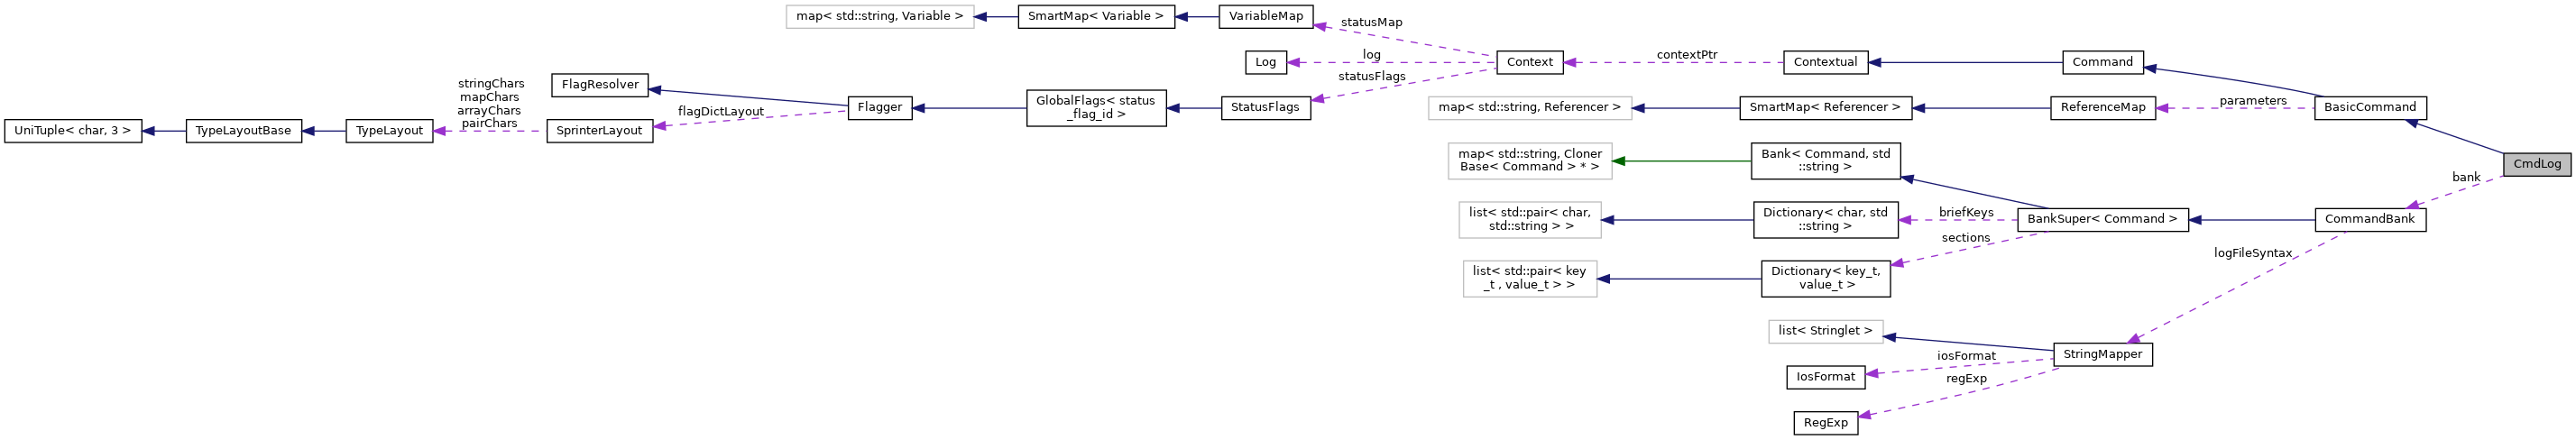 map< std::string, Variable >
SmartMap< Variable >
VariableMap
statusMap
Log
log
Context
contextPtr
Contextual
Command
statusFlags
stringChars
mapChars
arrayChars
pairChars
FlagResolver
Flagger
flagDictLayout
GlobalFlags< status
_flag_id >
StatusFlags
map< std::string, Referencer >
SmartMap< Referencer >
ReferenceMap
parameters
BasicCommand
UniTuple< char, 3 >
TypeLayoutBase
TypeLayout
SprinterLayout
map< std::string, Cloner
Base< Command > * >
Bank< Command, std
::string >
CmdLog
bank
list< std::pair< char,
std::string > >
Dictionary< char, std
::string >
briefKeys
BankSuper< Command >
CommandBank
sections
logFileSyntax
list< std::pair< key
_t , value_t > >
Dictionary< key_t,
value_t >
list< Stringlet >
StringMapper
iosFormat
IosFormat
regExp
RegExp